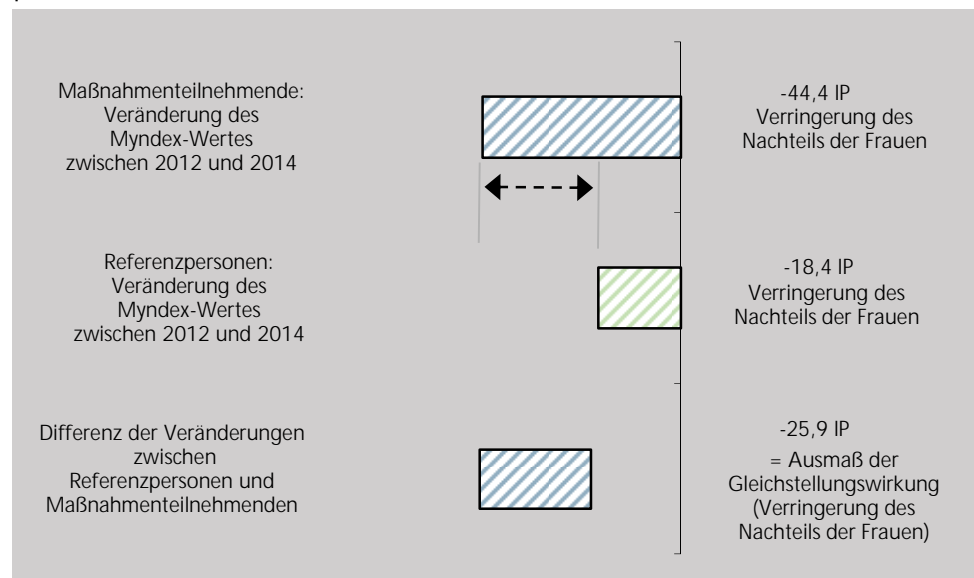 Maßnahmenteilnehmende:
Veränderung des
Myndex-Wertes
zwischen 2012 und 2014
-44,4 IP
Verringerung des
Nachteils der Frauen
Referenzpersonen:
Veränderung des
Myndex-Wertes
zwischen 2012 und 2014
-18,4 IP
Verringerung des
Nachteils der Frauen
Differenz der Veränderungen
zwischen
Referenzpersonen und
Maßnahmenteilnehmenden
-25,9 IP
= Ausmaß der
Gleichstellungswirkung
(Verringerung des
Nachteils der Frauen)